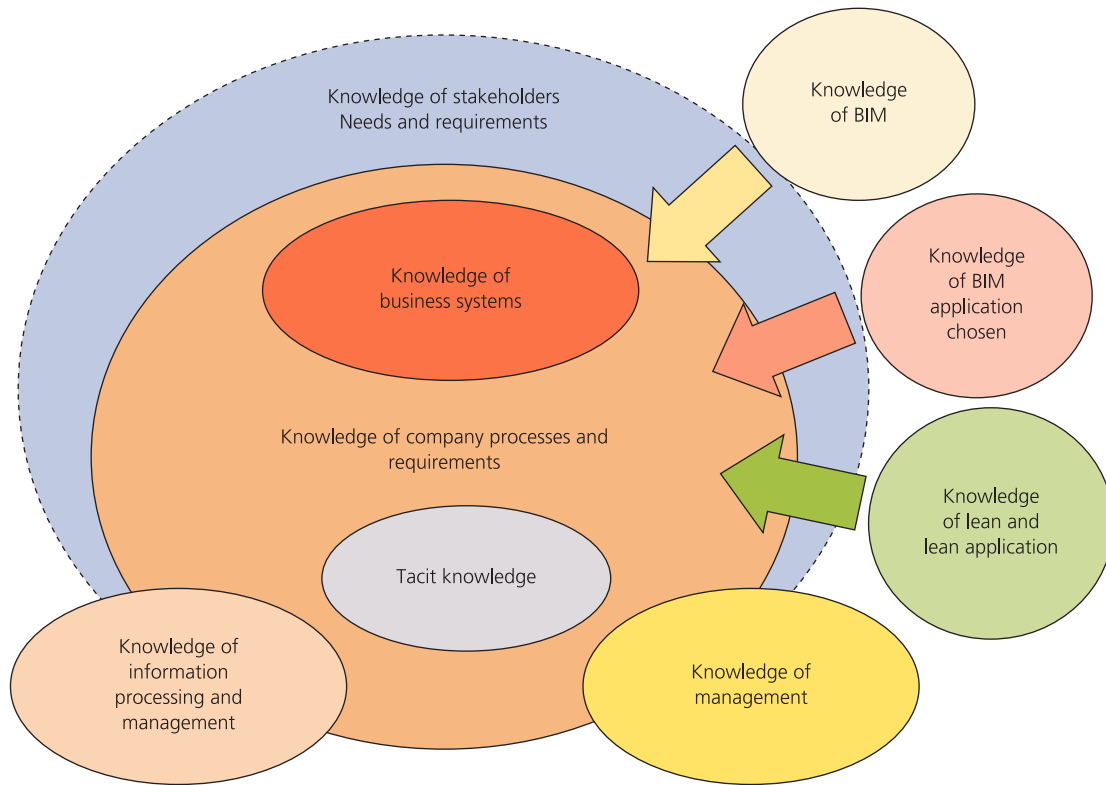 Knowledge of stakeholders
Needs and requirements
Knowledge
of BIM
Knowledge of
business systems
Knowledge
of BIM
application
chosen
Knowledge of company processes and
requirements
Knowledge
of lean and
lean application
Tacit knowledge
Knowledge of
information
processing and
management
Knowledge of
management